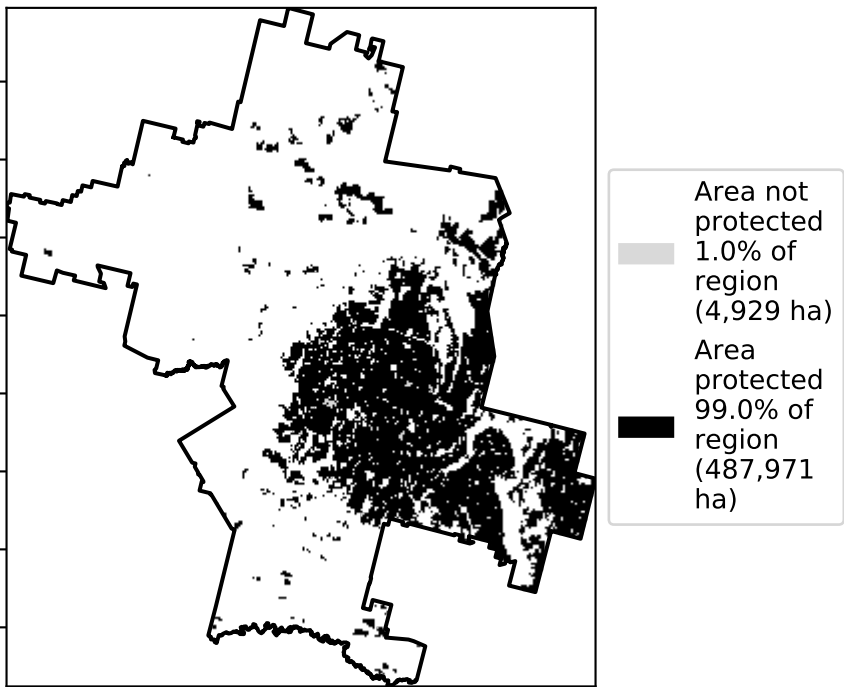 Area not
protected
1.0% of
region
(4,929 ha)
Area
protected
99.0% of
region
(487,971
ha)